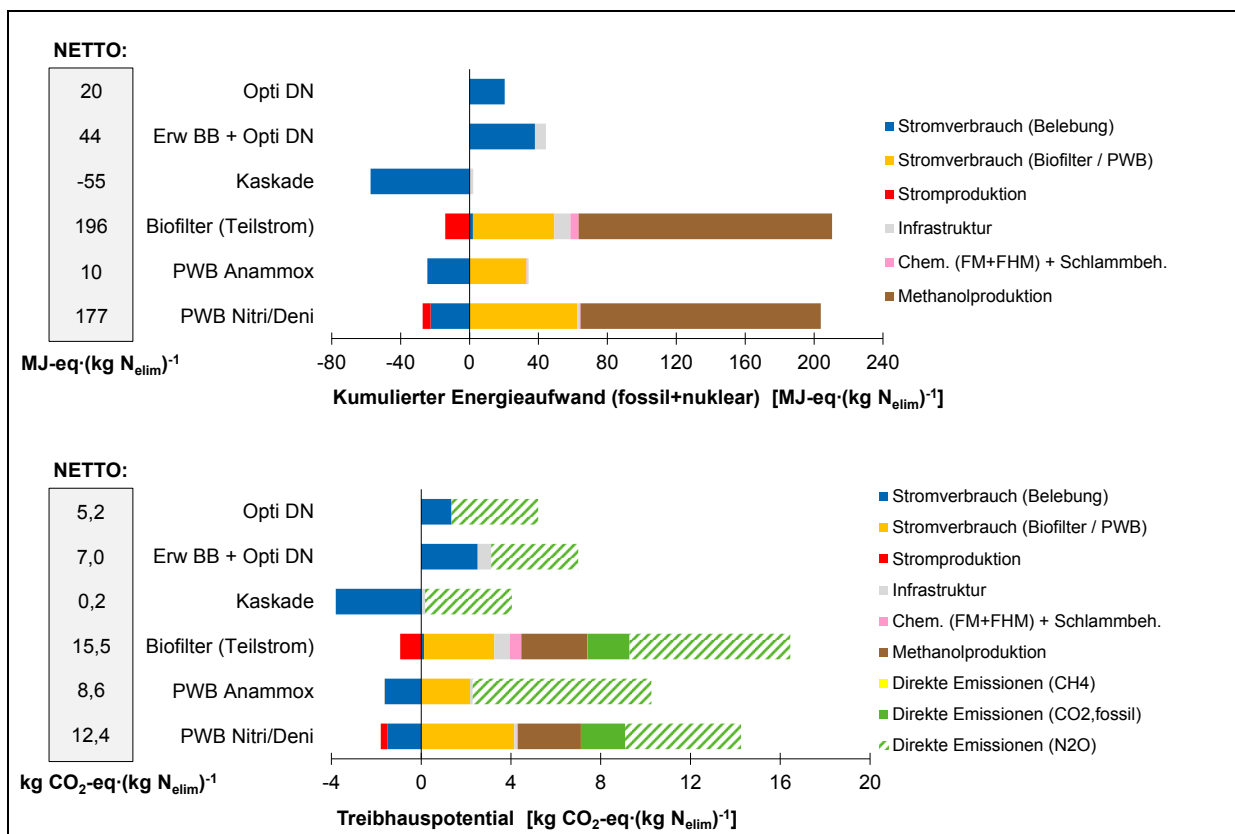 NETTO:
20 Opti DN
44 Erw BB + Opti DN
-55 Kaskade
196 Biofilter (Teilstrom)
10 PWB Anammox
177 PWB Nitri/Deni
MJ-eq·(kg N_elim)^-1
-80 -40 0 40 80 120 160 200 240
Kumulierter Energieaufwand (fossil+nuklear) [MJ-eq·(kg N_elim)^-1]
Stromverbrauch (Belebung)
Stromverbrauch (Biofilter / PWB)
Stromproduktion
Infrastruktur
Chem. (FM+FHM) + Schlammbeh.
Methanolproduktion
NETTO:
5,2 Opti DN
7,0 Erw BB + Opti DN
0,2 Kaskade
15,5 Biofilter (Teilstrom)
8,6 PWB Anammox
12,4 PWB Nitri/Deni
kg CO₂-eq·(kg N_elim)^-1
-4 0 4 8 12 16 20
Treibhauspotential [kg CO₂-eq·(kg N_elim)^-1]
Stromverbrauch (Belebung)
Stromverbrauch (Biofilter / PWB)
Stromproduktion
Infrastruktur
Chem. (FM+FHM) + Schlammbeh.
Methanolproduktion
Direkte Emissionen (CH4)
Direkte Emissionen (CO2,fossil)
Direkte Emissionen (N2O)